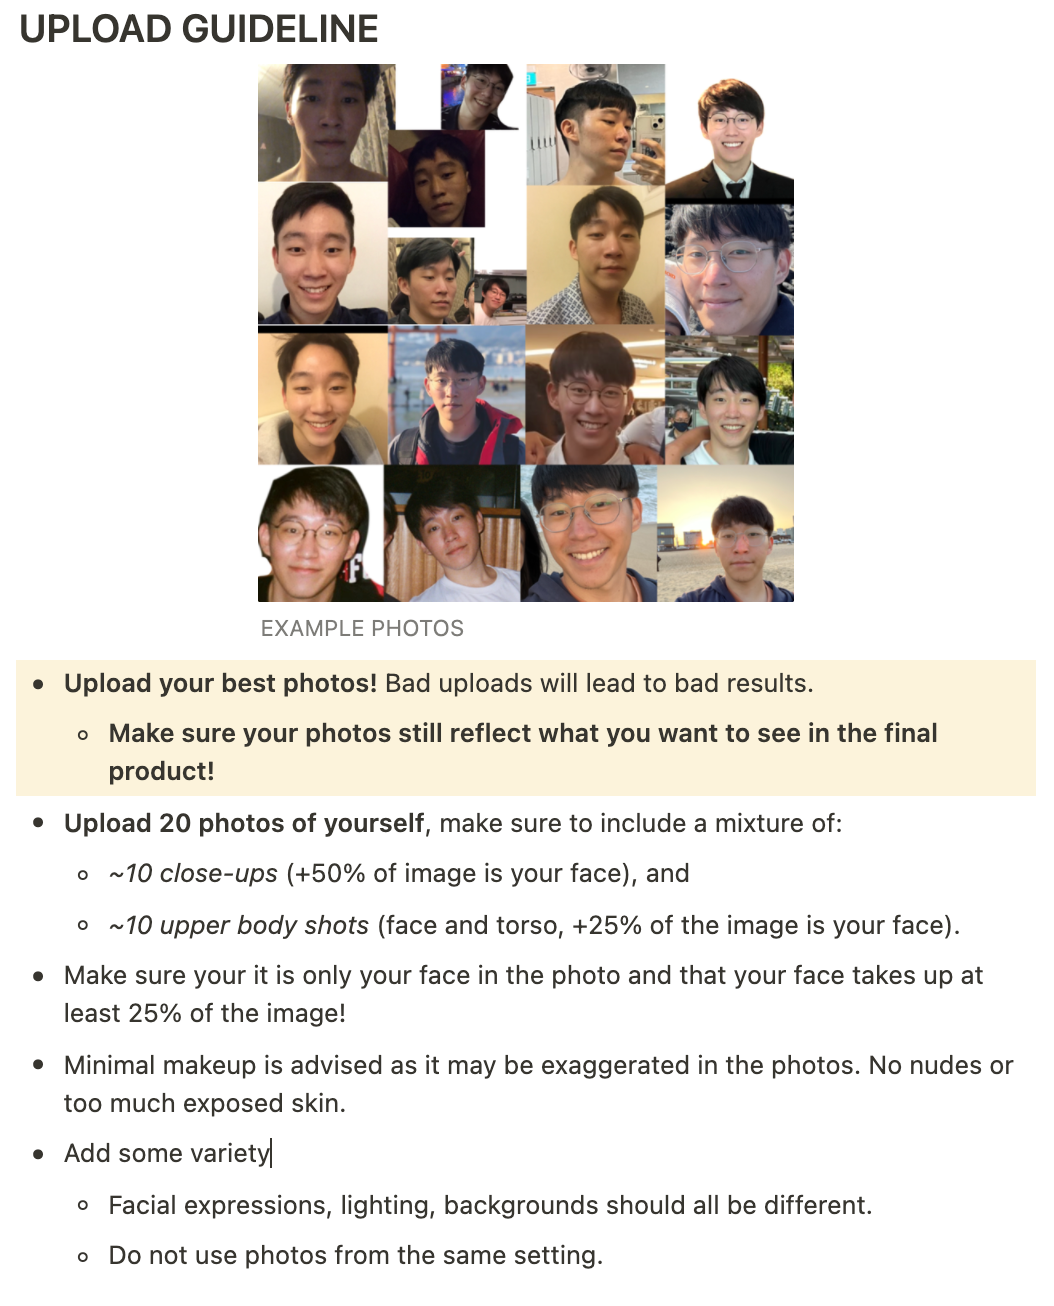 UPLOAD GUIDELINE
EXAMPLE PHOTOS
Upload your best photos! Bad uploads will lead to bad results.
Make sure your photos still reflect what you want to see in the final
product!
Upload 20 photos of yourself, make sure to include a mixture of:
~10 close-ups (+50% of image is your face), and
~10 upper body shots (face and torso, +25% of the image is your face).
Make sure your it is only your face in the photo and that your face takes up at
least 25% of the image!
Minimal makeup is advised as it may be exaggerated in the photos. No nudes or
too much exposed skin.
Add some variety
Facial expressions, lighting, backgrounds should all be different.
Do not use photos from the same setting.